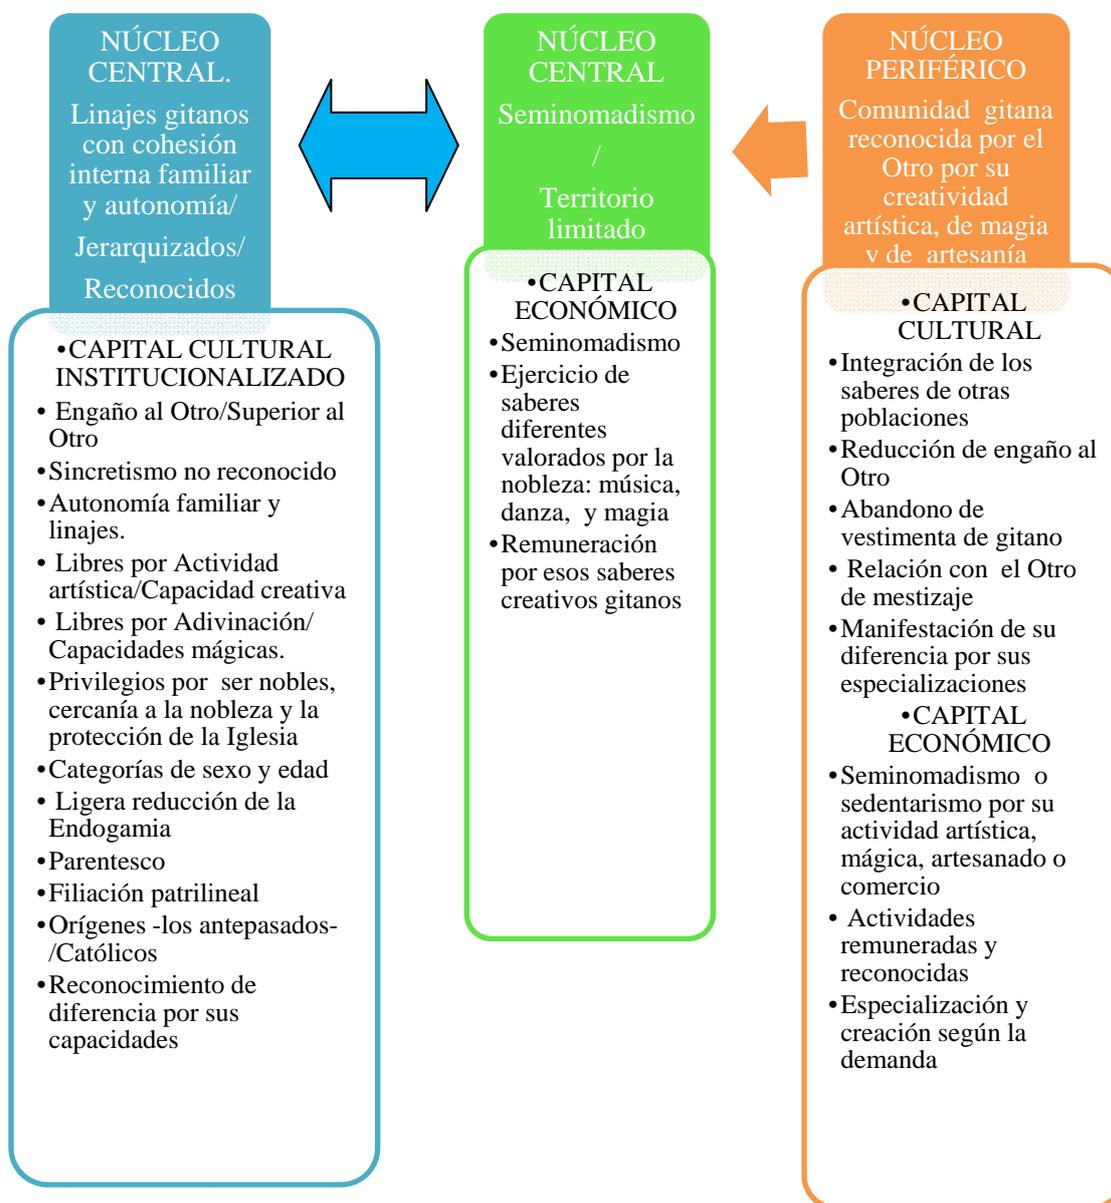 NÚCLEO
CENTRAL.
Linajes gitanos
con cohesión
interna familiar
y autonomía/
Jerarquizados/
Reconocidos
•CAPITAL CULTURAL
INSTITUCIONALIZADO
• Engaño al Otro/Superior al
Otro
•Sincretismo no reconocido
•Autonomía familiar y
linajes.
• Libres por Actividad
artística/Capacidad creativa
• Libres por Adivinación/
Capacidades mágicas.
•Privilegios por ser nobles,
cercanía a la nobleza y la
protección de la Iglesia
•Categorías de sexo y edad
• Ligera reducción de la
Endogamia
•Parentesco
•Filiación patrilineal
•Orígenes -los antepasados-
/Católicos
•Reconocimiento de
diferencia por sus
capacidades
NÚCLEO
CENTRAL
Seminomadismo
/
Territorio
limitado
•CAPITAL
ECONÓMICO
•Seminomadismo
•Ejercicio de
saberes
diferentes
valorados por la
nobleza: música,
danza, y magia
•Remuneración
por esos saberes
creativos gitanos
NÚCLEO
PERIFÉRICO
Comunidad gitana
reconocida por el
Otro por su
creatividad
artística, de magia
y de artesanía
•CAPITAL
CULTURAL
•Integración de los
saberes de otras
poblaciones
•Reducción de engaño al
Otro
•Abandono de
vestimenta de gitano
• Relación con el Otro
de mestizaje
•Manifestación de su
diferencia por sus
especializaciones
•CAPITAL
ECONÓMICO
•Seminomadismo o
sedentarismo por su
actividad artística,
mágica, artesanado o
comercio
• Actividades
remuneradas y
reconocidas
•Especialización y
creación según la
demanda